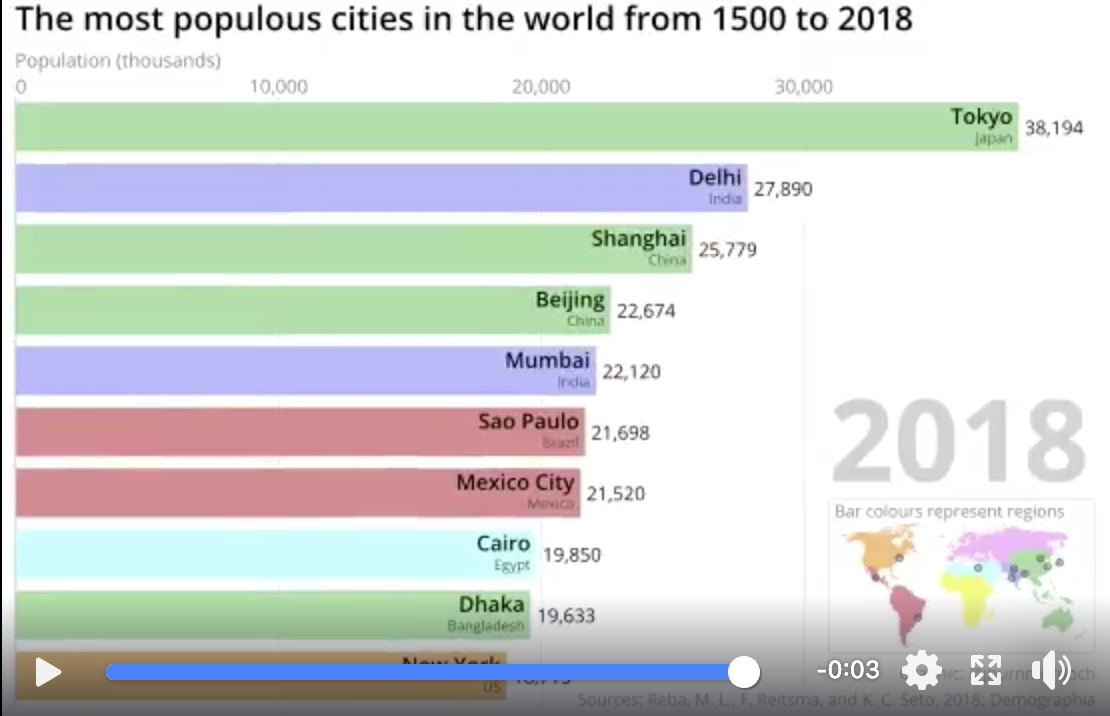 The most populous cities in the world from 1500 to 2018
Population (thousands)
0 10,000 20,000 30,000
Tokyo
Japan
38,194
Delhi
India
27,890
Shanghai
China
25,779
Beijing
China
22,674
Mumbai
India
22,120
Sao Paulo
Brazil
21,698
Mexico City
Mexico
21,520
Cairo
Egypt
19,850
Dhaka
Bangladesh
19,633
New York
US
2018
Bar colours represent regions
-0:03
Sources: Reba, M. L., F. Reitsma, and K. C. Seto. 2018; Demographia